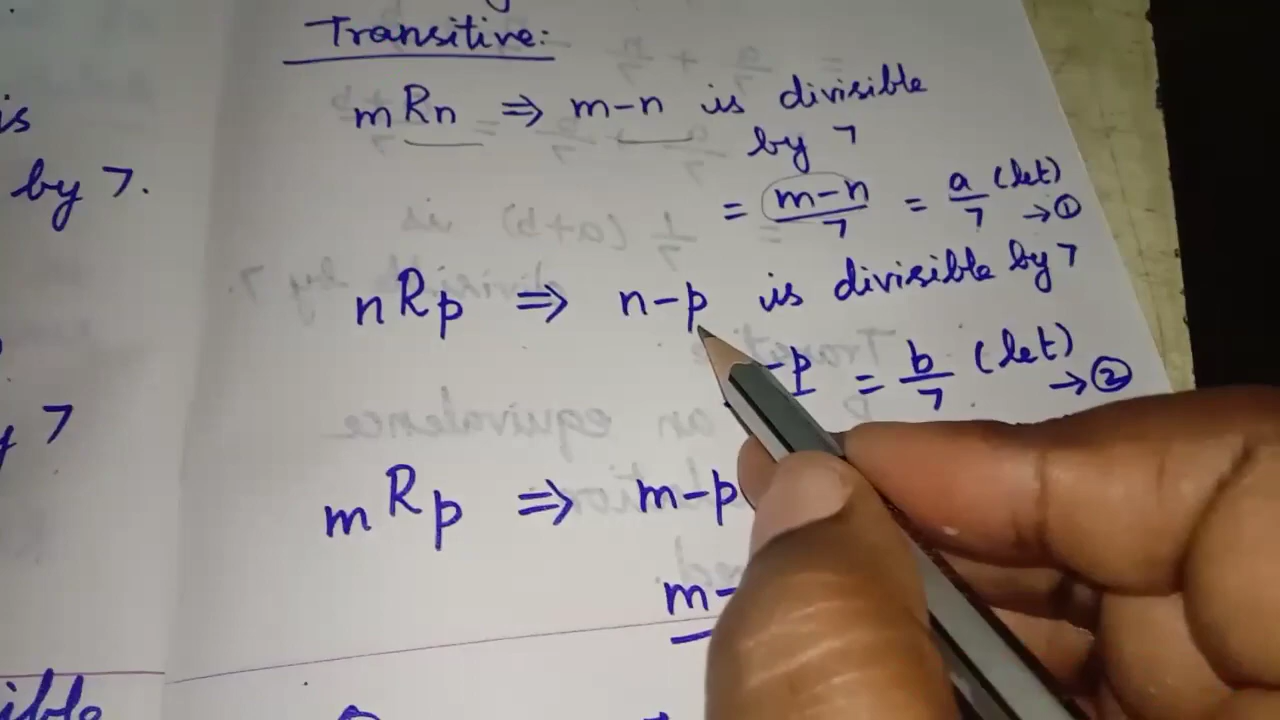 Transitive:
is
mRn ⇒ m-n is divisible
by 7
by 7.
= m-n/7 = a/7 (let) → ①
nRp ⇒ n-p is divisible by 7
-p = b/7 (let) → ②
7
mRp ⇒ m-p
m-